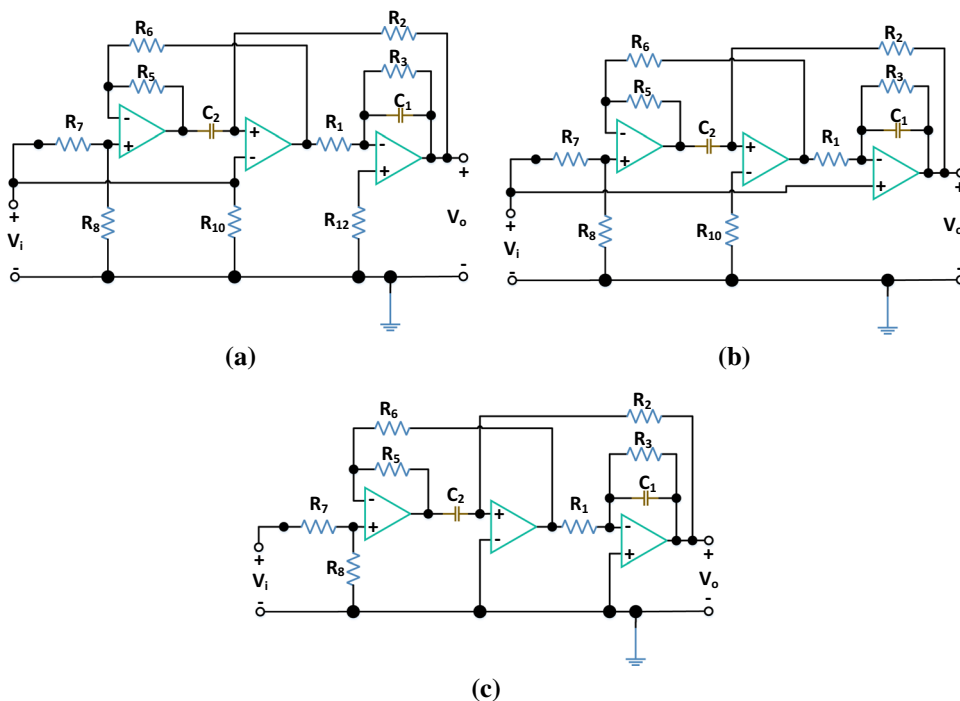 R6 R2
R5 R3
R7 C2 R1 C1
- + - +
+ - + -
Vi R8 R10 R12 Vo
+ +
- -
(a)
R6 R2
R5 R3
R7 C2 R1 C1
- + - +
+ - + -
Vi R8 R10 Vo
+ +
- -
(b)
R6 R2
R5 R3
R7 C2 R1 C1
- + - +
+ - + -
Vi R8 Vo
+ +
- -
(c)